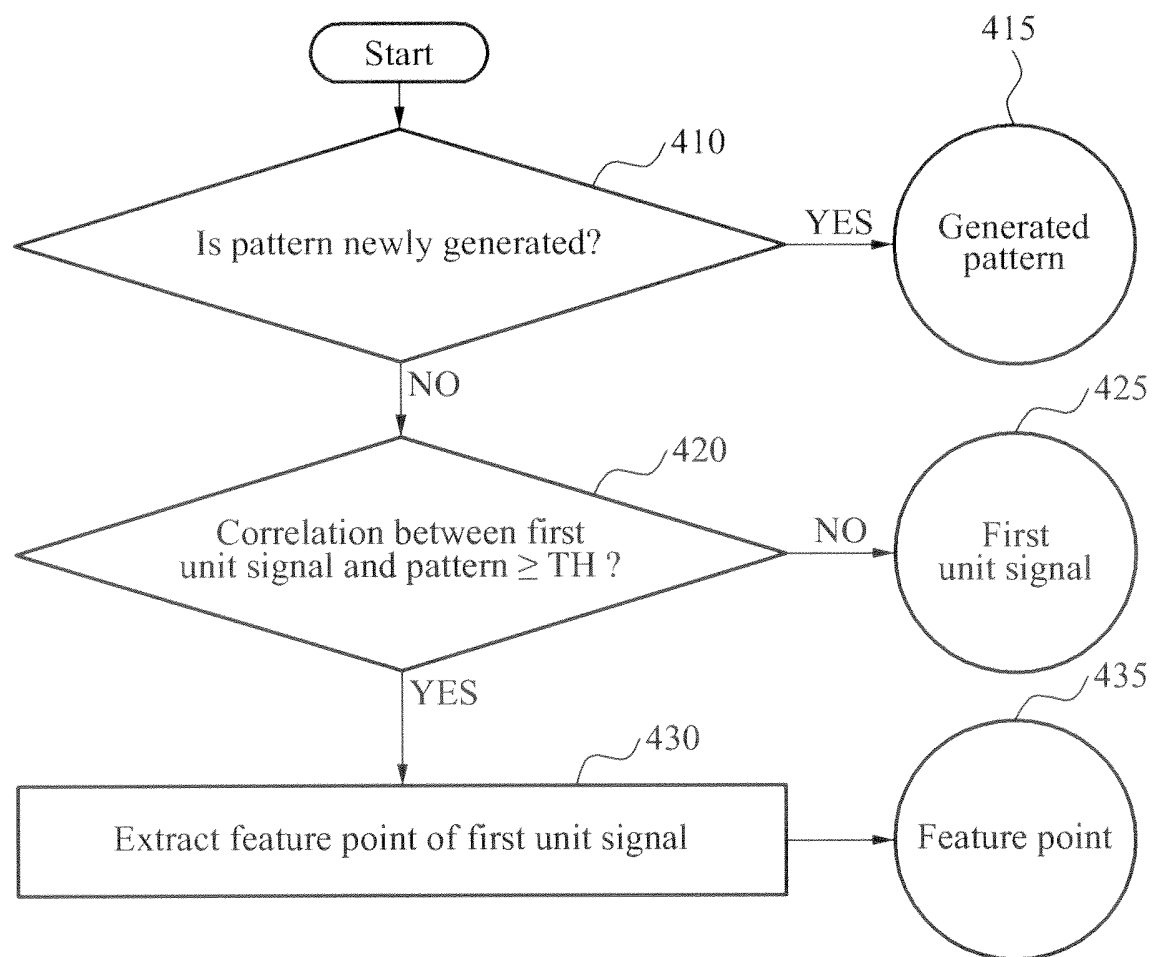 Start
415
410
Is pattern newly generated?
YES
Generated
pattern
NO
425
420
Correlation between first
unit signal and pattern ≥ TH ?
NO
First
unit signal
YES
435
430
Extract feature point of first unit signal
Feature point